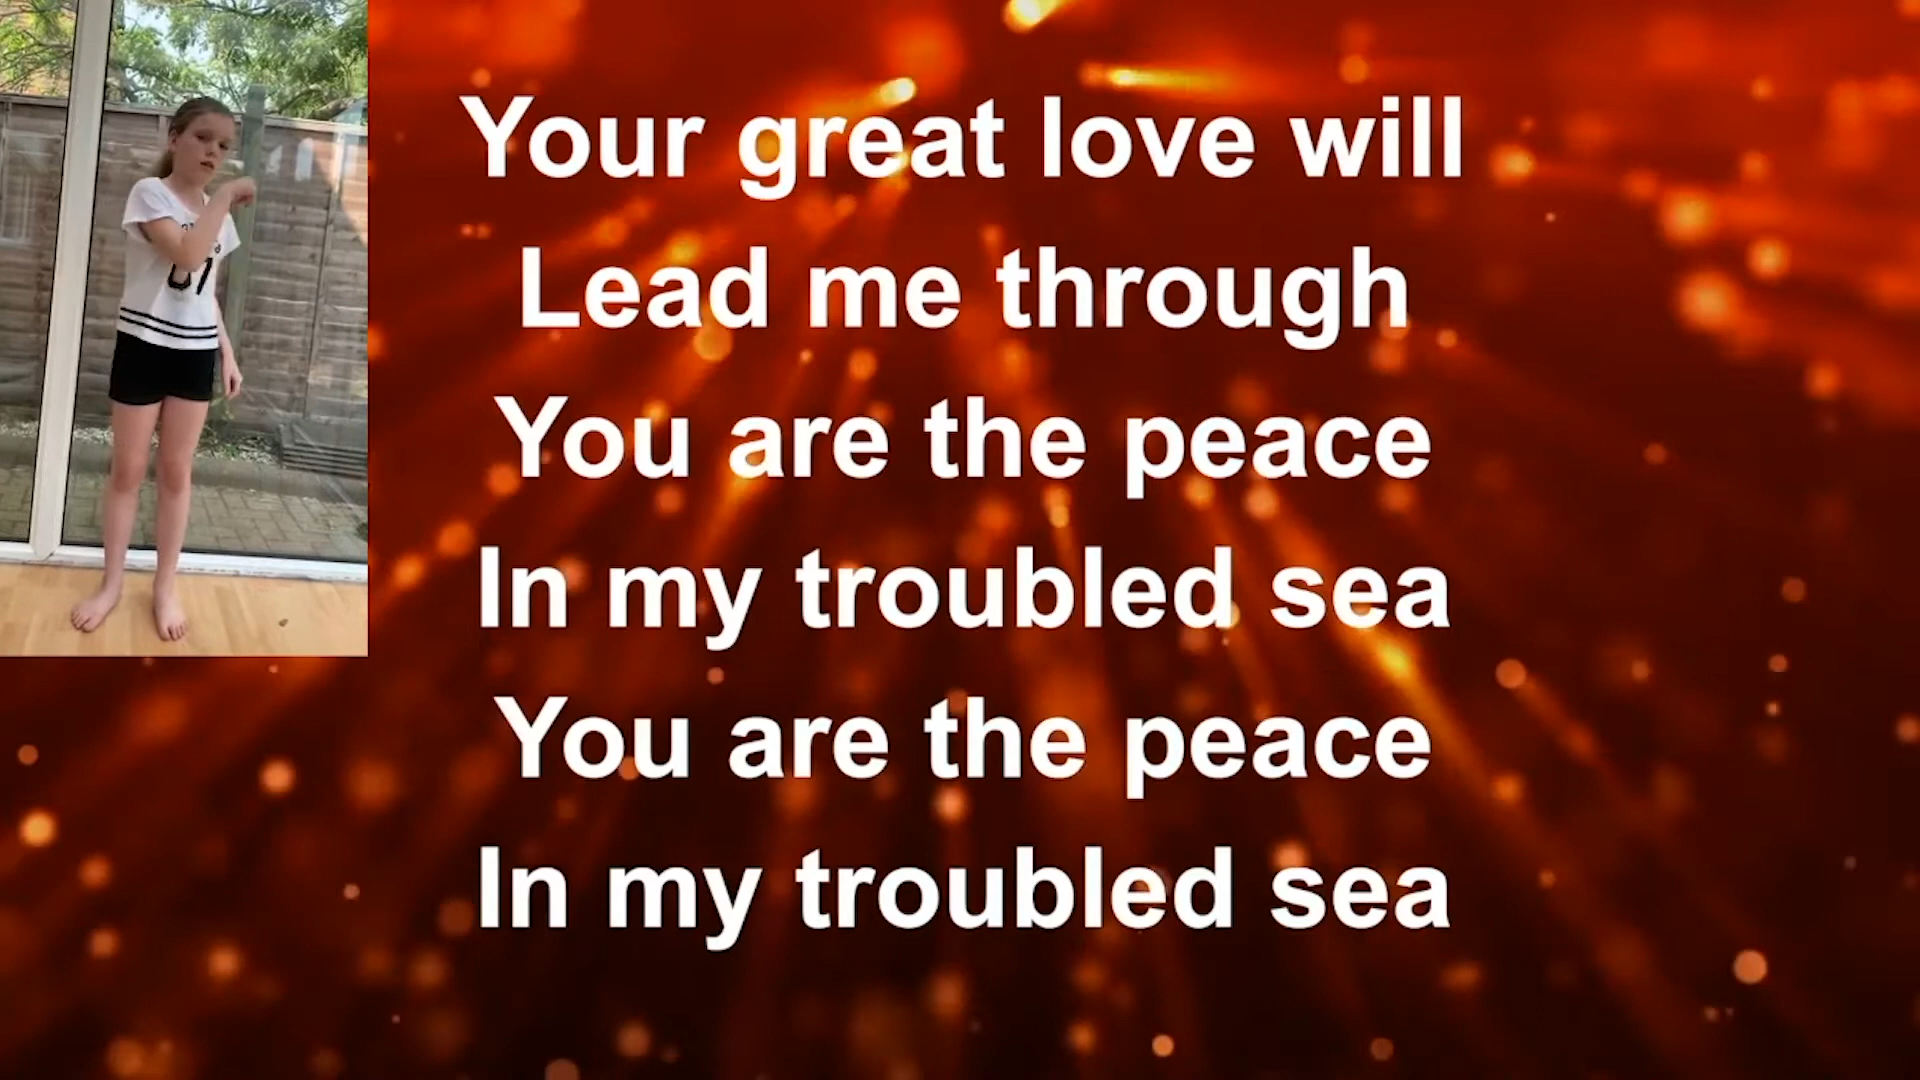 Your great love will
Lead me through
You are the peace
In my troubled sea
You are the peace
In my troubled sea